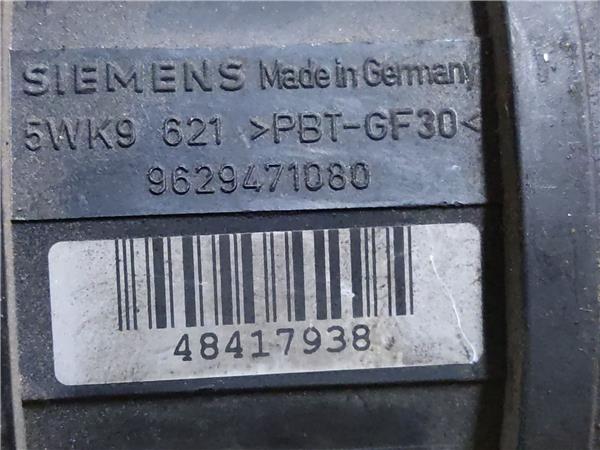 SIEMENS Made in Germany
5WK9 621 >PBT-GF30<
9629471080
48417938